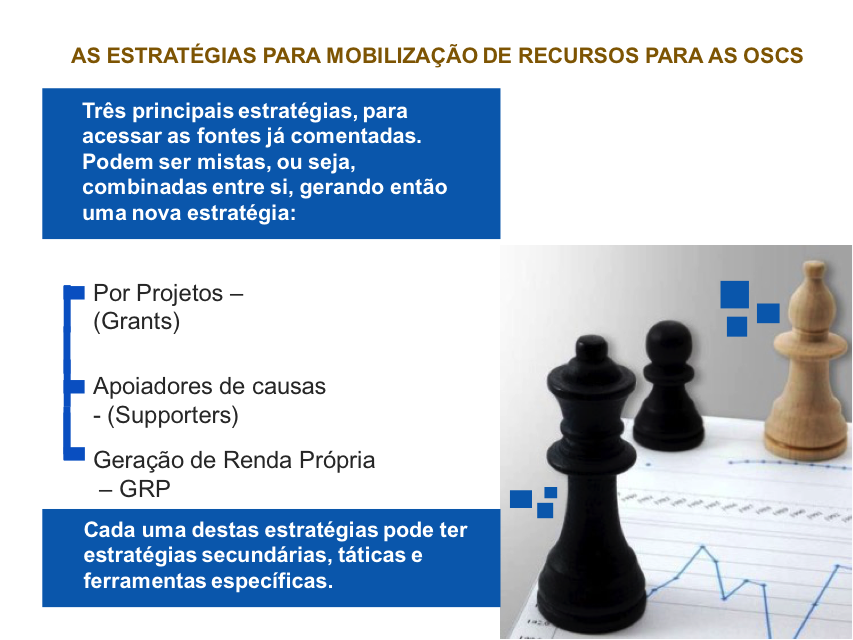 AS ESTRATÉGIAS PARA MOBILIZAÇÃO DE RECURSOS PARA AS OSCS
Três principais estratégias, para
acessar as fontes já comentadas.
Podem ser mistas, ou seja,
combinadas entre si, gerando então
uma nova estratégia:
Por Projetos –
(Grants)
Apoiadores de causas
- (Supporters)
Geração de Renda Própria
– GRP
Cada uma destas estratégias pode ter
estratégias secundárias, táticas e
ferramentas específicas.